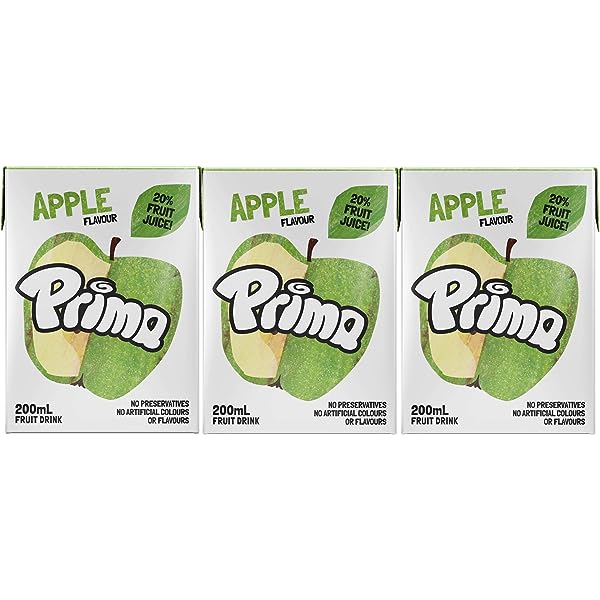 APPLE
FLAVOUR
20%
FRUIT
JUICE!
Prima
200mL
FRUIT DRINK
NO PRESERVATIVES
NO ARTIFICIAL COLOURS
OR FLAVOURS
APPLE
FLAVOUR
20%
FRUIT
JUICE!
Prima
200mL
FRUIT DRINK
NO PRESERVATIVES
NO ARTIFICIAL COLOURS
OR FLAVOURS
APPLE
FLAVOUR
20%
FRUIT
JUICE!
Prima
200mL
FRUIT DRINK
NO PRESERVATIVES
NO ARTIFICIAL COLOURS
OR FLAVOURS